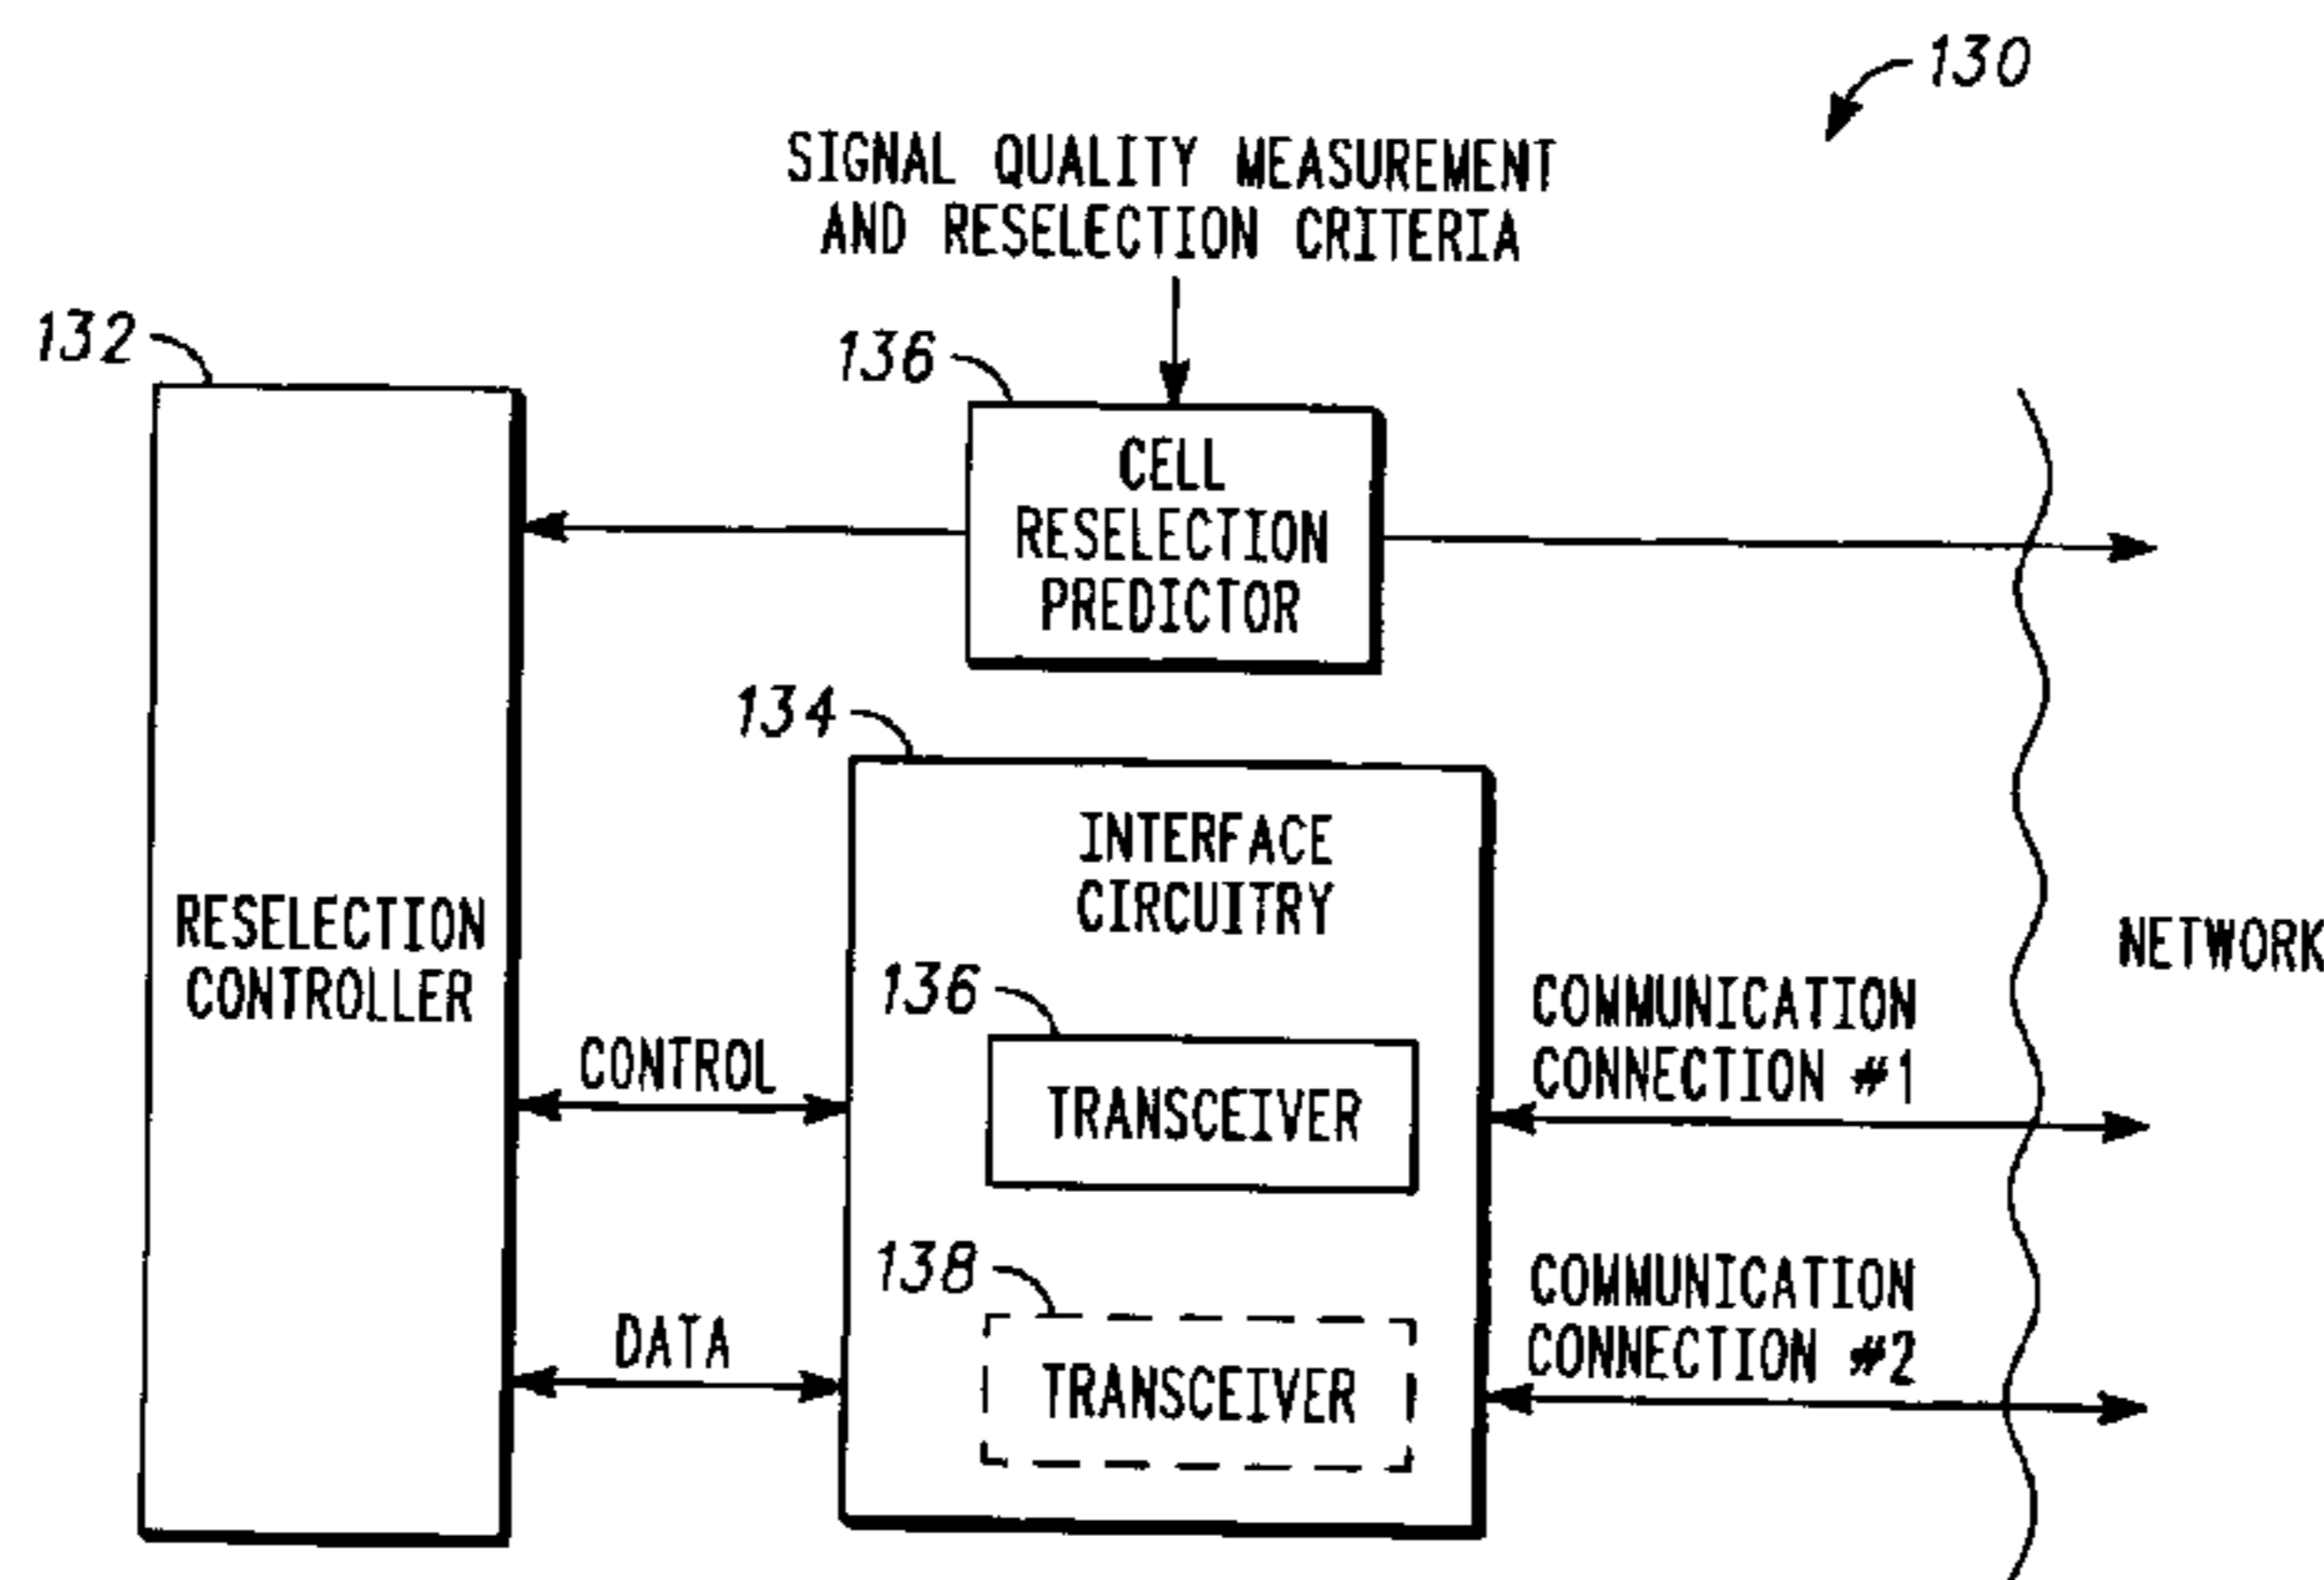 130
SIGNAL QUALITY MEASUREMENT
AND RESELECTION CRITERIA
132
136
CELL
RESELECTION
PREDICTOR
134
INTERFACE
CIRCUITRY
RESELECTION
CONTROLLER
NETWORK
136
COMMUNICATION
CONNECTION #1
CONTROL
TRANSCEIVER
138
COMMUNICATION
CONNECTION #2
DATA
TRANSCEIVER